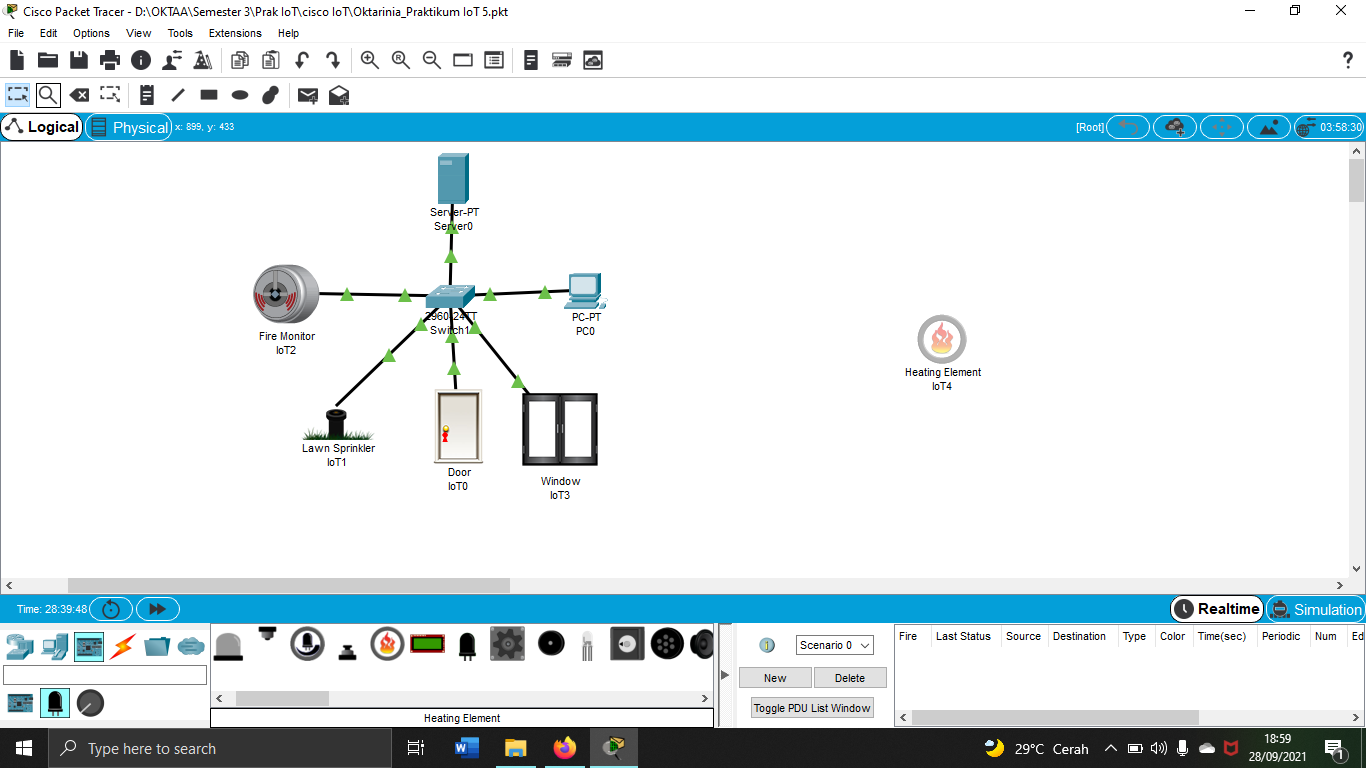 Cisco Packet Tracer - D:\OKTAA\Semester 3\Prak IoT\cisco IoT\Oktarinia_Praktikum IoT 5.pkt
File Edit Options View Tools Extensions Help
?
Logical Physical x: 899, y: 433 [Root] 03:58:30
Server-PT
Server0
Fire Monitor
IoT2
2960-24TT
Switch1
PC-PT
PC0
Heating Element
IoT4
Lawn Sprinkler
IoT1
Door
IoT0
Window
IoT3
Time: 28:39:48 Realtime Simulation
Scenario 0
New Delete
Toggle PDU List Window
Fire Last Status Source Destination Type Color Time(sec) Periodic Num Ed
Heating Element
Type here to search
29°C Cerah
18:59
28/09/2021
1